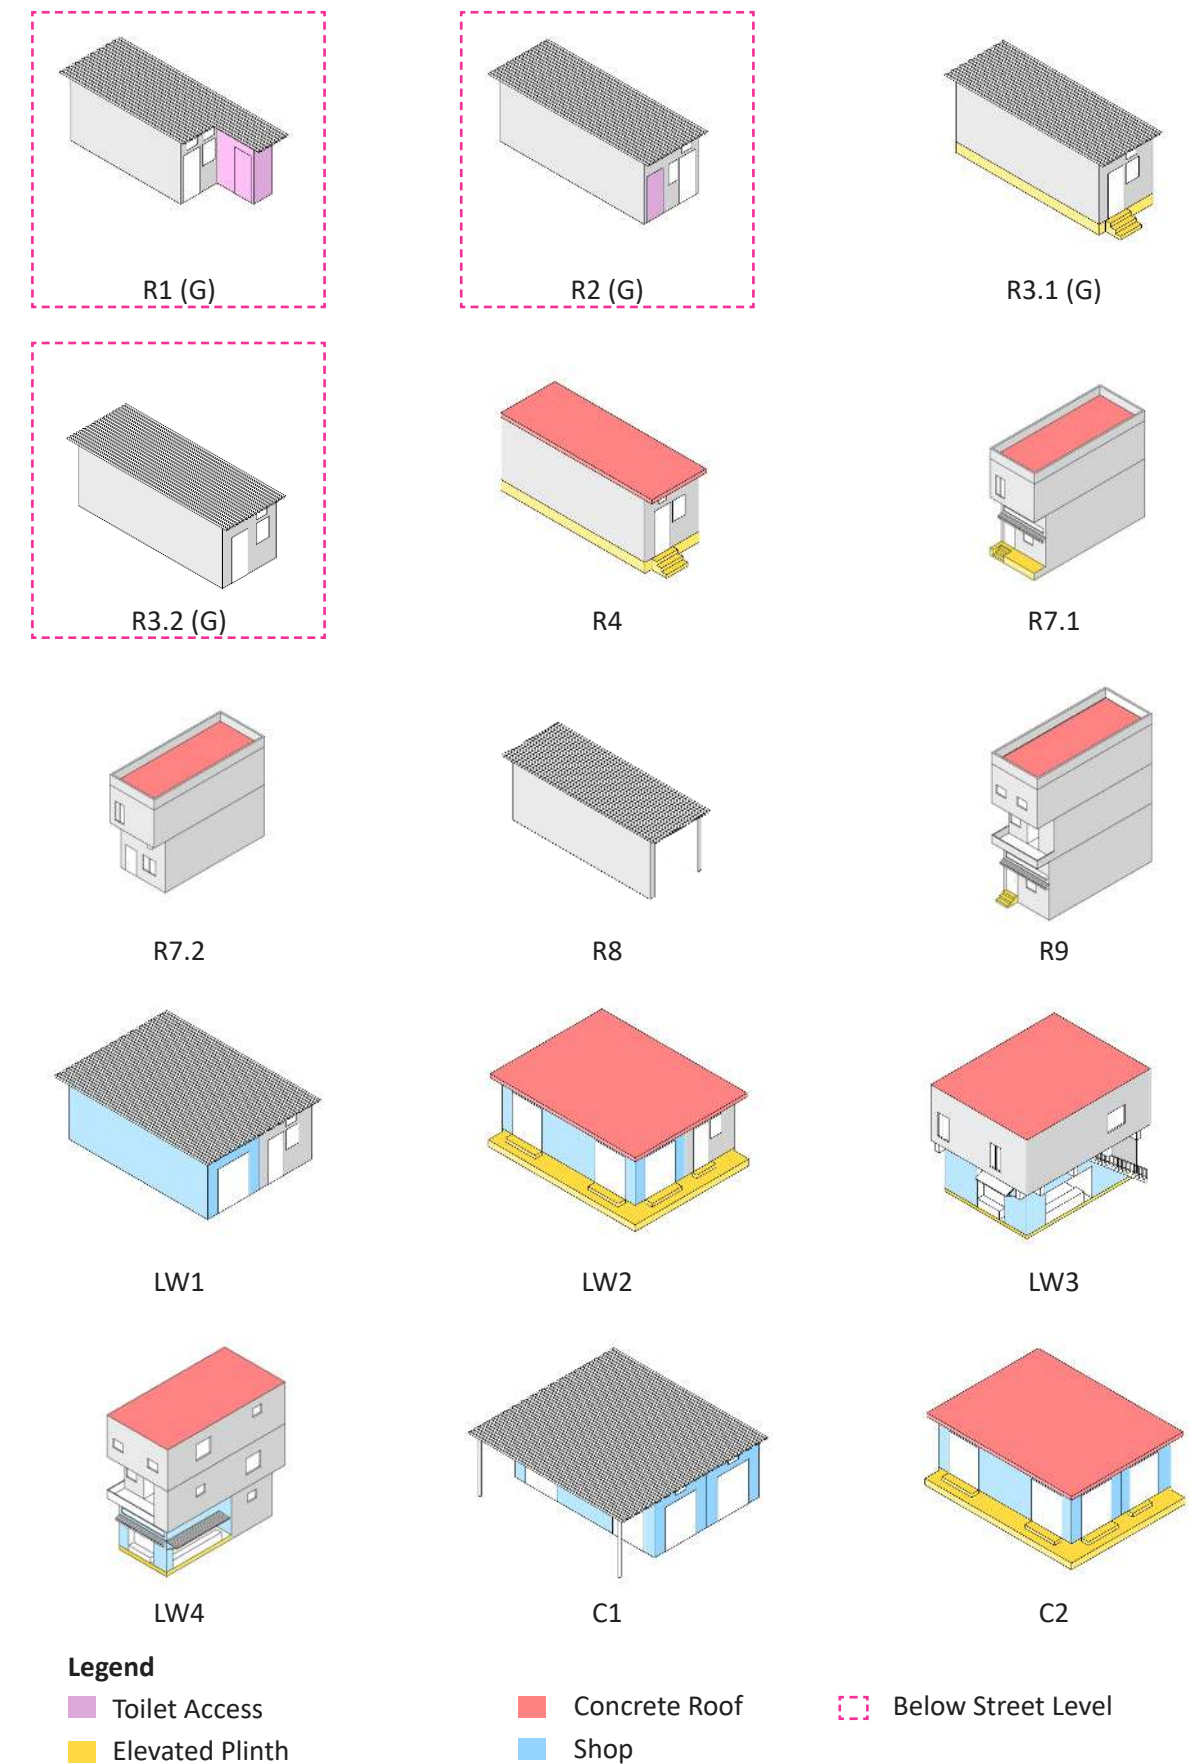 R1 (G)
R2 (G)
R3.1 (G)
R3.2 (G)
R4
R7.1
R7.2
R8
R9
LW1
LW2
LW3
LW4
C1
C2
Legend
Toilet Access
Concrete Roof
Below Street Level
Elevated Plinth
Shop